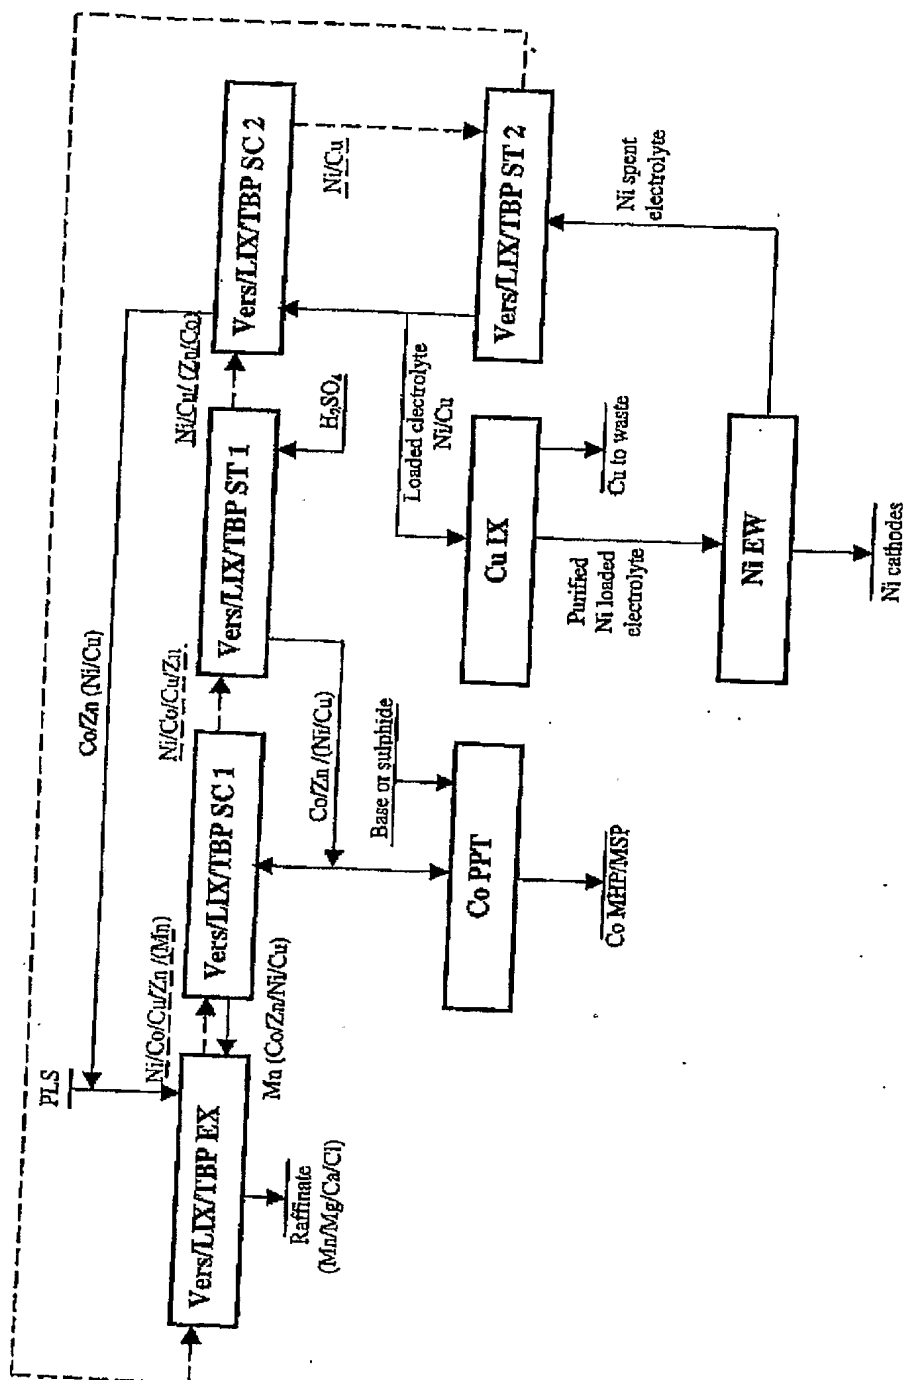 PLS
Co/Zn (Ni/Cu)
Vers/LIX/TBP EX
Ni/Co/Cu/Zn /(Mn)
Vers/LIX/TBP SC 1
Ni/Co/Cu/Zn
Vers/LIX/TBP ST 1
Ni/Cu/ (Zn/Co)
Vers/LIX/TBP SC 2
Raffinate
(Mn/Mg/Ca/Cl)
Mn (Co/Zn/Ni/Cu)
Co/Zn /(Ni/Cu)
H2SO4
Ni/Cu
Base or sulphide
Co PPT
Co MHP/MSP
Loaded electrolyte
Ni/Cu
Cu IX
Cu to waste
Vers/LIX/TBP ST 2
Purified
Ni loaded
electrolyte
Ni spent
electrolyte
Ni EW
Ni cathodes